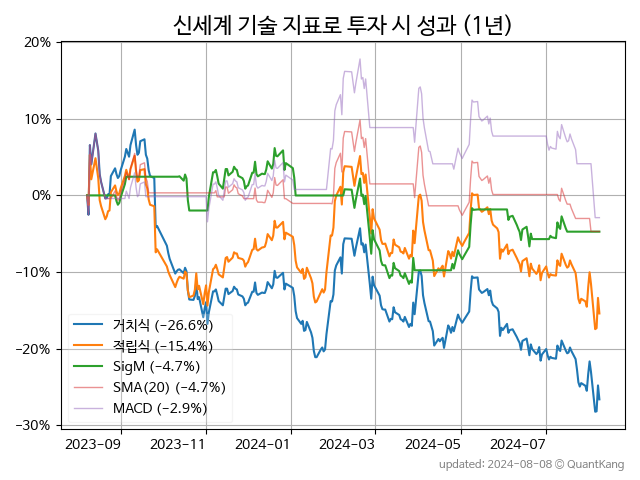 신세계 기술 지표로 투자 시 성과 (1년)
20%
10%
0%
−10%
−20%
−30%
거치식 (−26.6%)
적립식 (−15.4%)
SigM (−4.7%)
SMA(20) (−4.7%)
MACD (−2.9%)
2023-09
2023-11
2024-01
2024-03
2024-05
2024-07
updated: 2024-08-08 © QuantKang